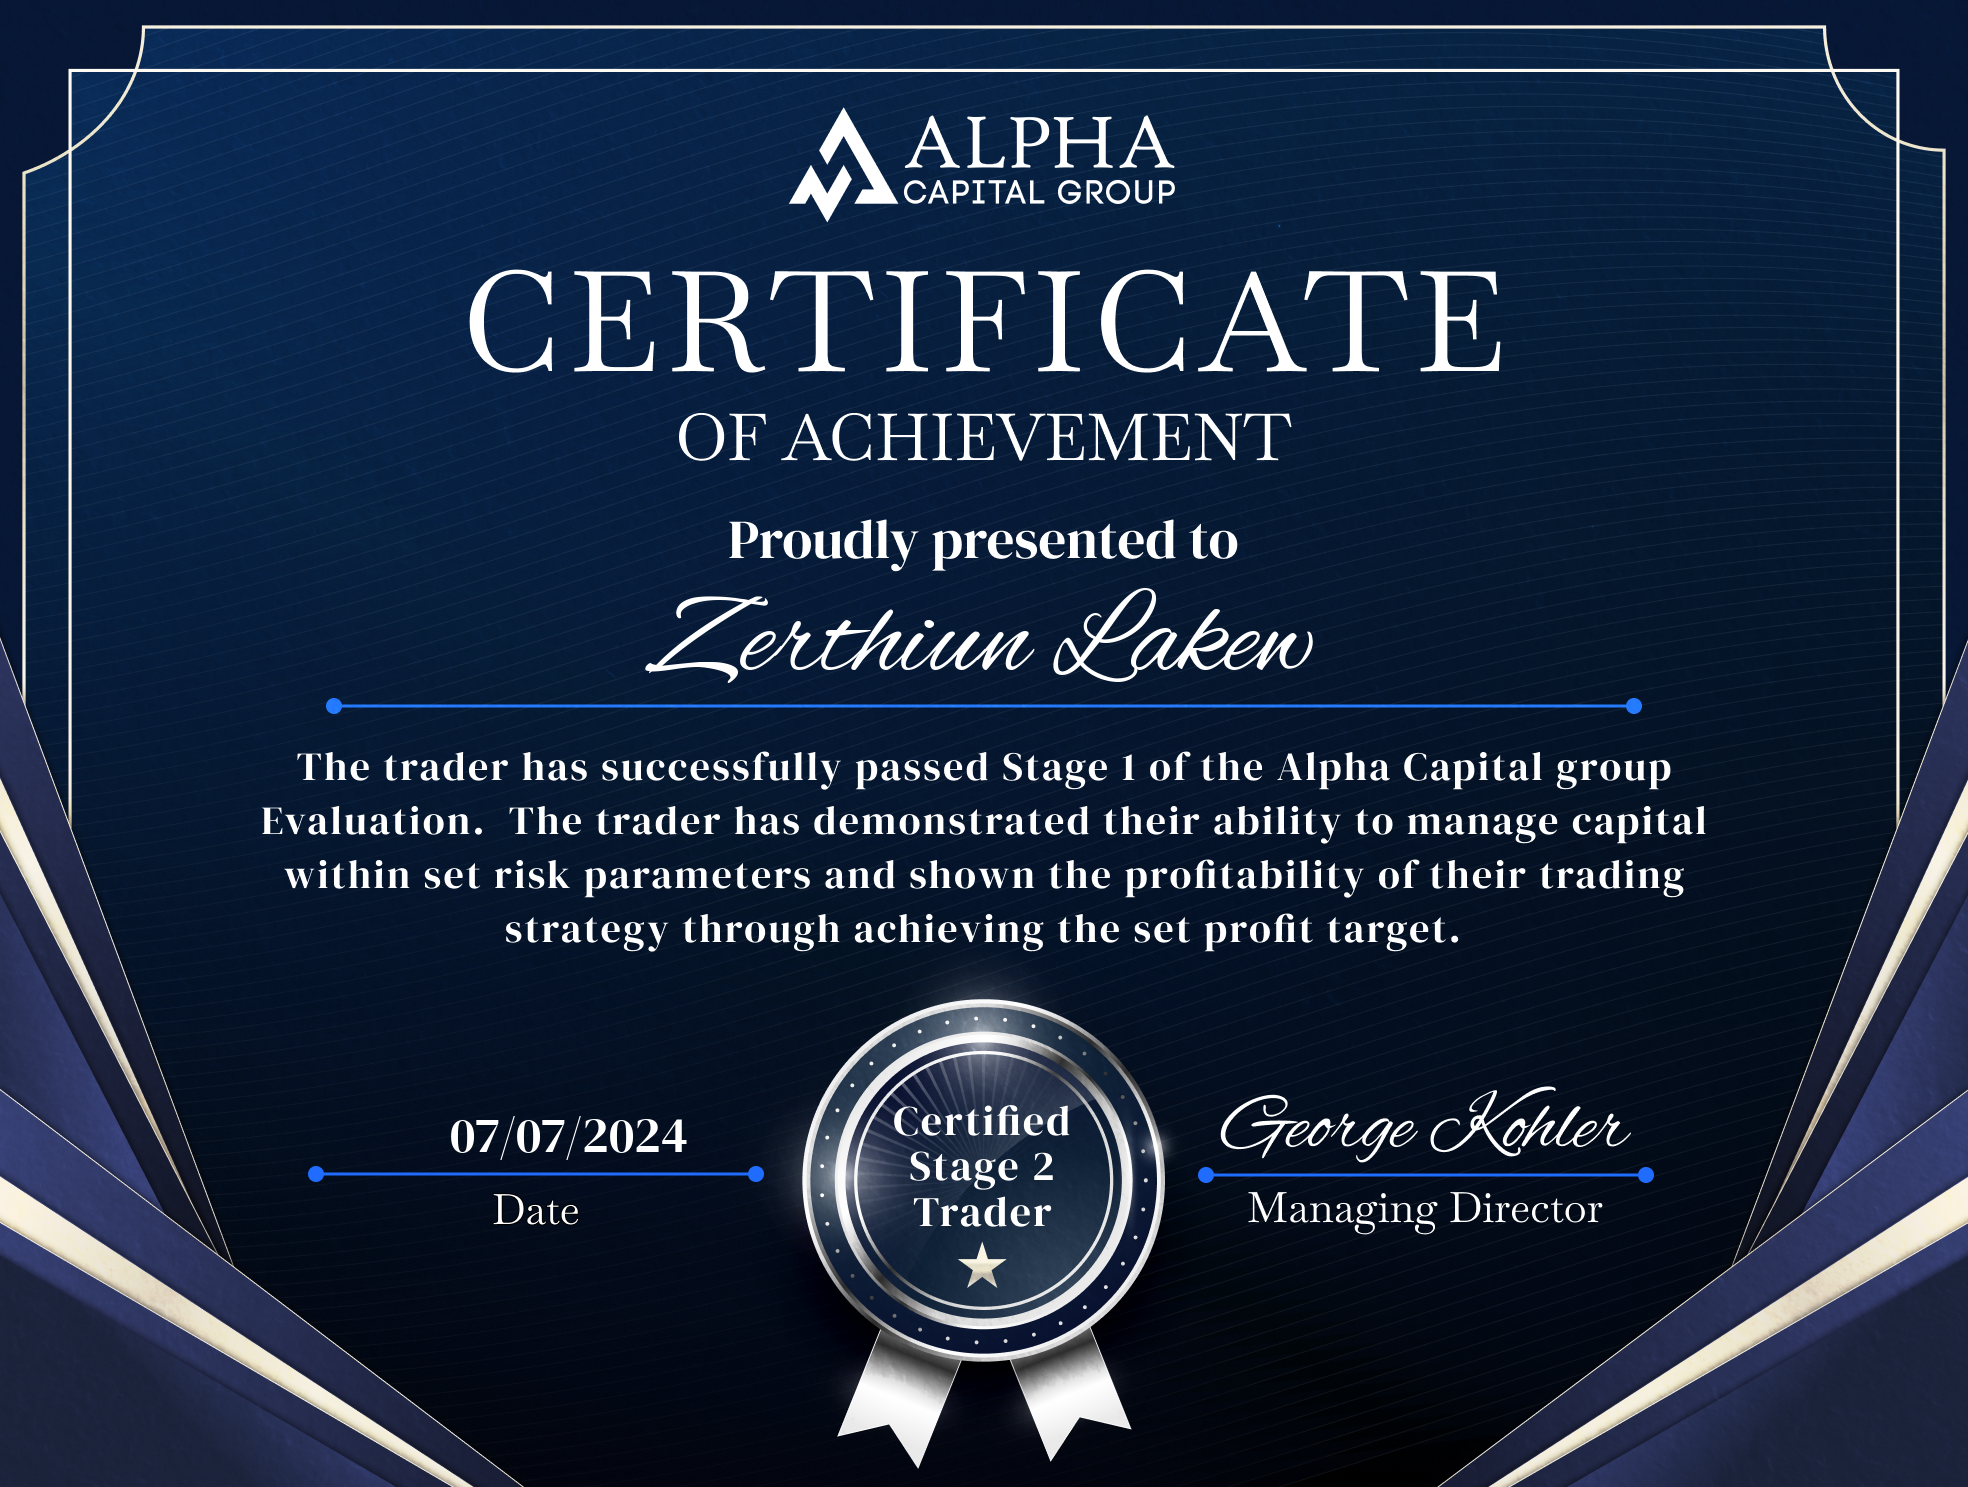 ALPHA
CAPITAL GROUP
CERTIFICATE
OF ACHIEVEMENT
Proudly presented to
Zerthiun Lakew
The trader has successfully passed Stage 1 of the Alpha Capital group
Evaluation.  The trader has demonstrated their ability to manage capital
within set risk parameters and shown the profitability of their trading
strategy through achieving the set profit target.
07/07/2024
Date
Certified
Stage 2
Trader
George Kohler
Managing Director